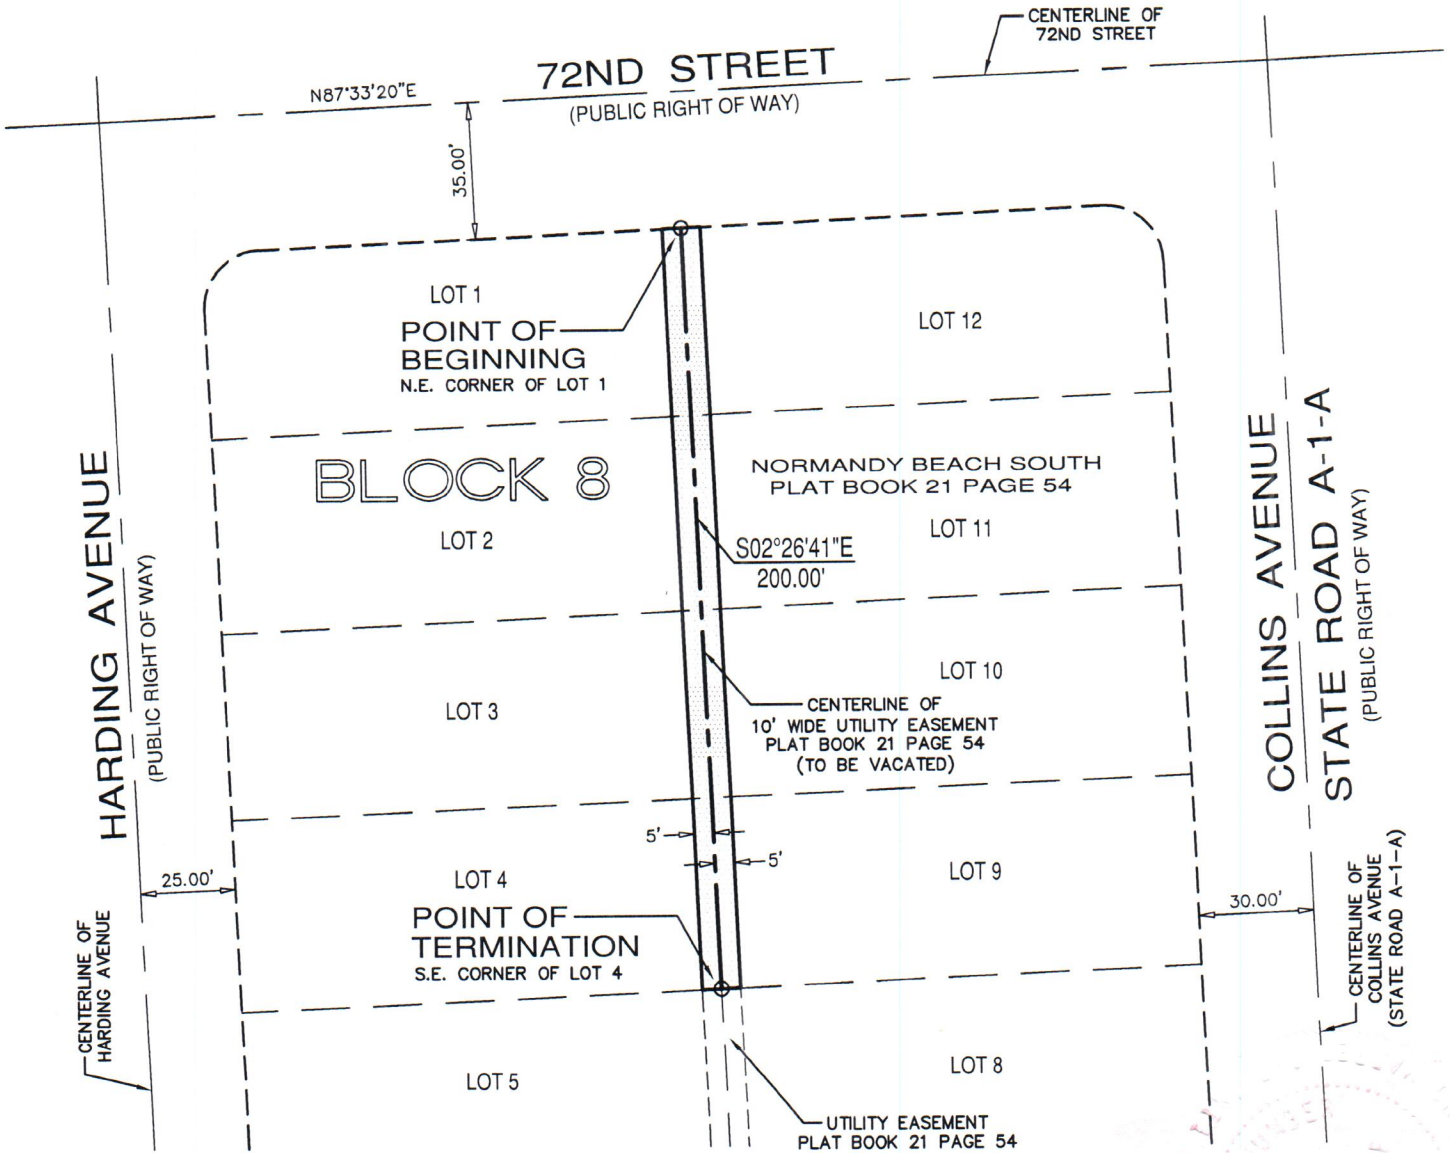 CENTERLINE OF
72ND STREET
72ND STREET
(PUBLIC RIGHT OF WAY)
N87°33'20"E
35.00'
LOT 1
POINT OF
BEGINNING
N.E. CORNER OF LOT 1
LOT 12
BLOCK 8
NORMANDY BEACH SOUTH
PLAT BOOK 21 PAGE 54
LOT 2
LOT 11
S02°26'41"E
200.00'
HARDING AVENUE
(PUBLIC RIGHT OF WAY)
COLLINS AVENUE
STATE ROAD A-1-A
(PUBLIC RIGHT OF WAY)
LOT 3
LOT 10
CENTERLINE OF
10' WIDE UTILITY EASEMENT
PLAT BOOK 21 PAGE 54
(TO BE VACATED)
5'
5'
LOT 4
LOT 9
25.00'
30.00'
POINT OF
TERMINATION
S.E. CORNER OF LOT 4
CENTERLINE OF
HARDING AVENUE
CENTERLINE OF
COLLINS AVENUE
(STATE ROAD A-1-A)
LOT 5
LOT 8
UTILITY EASEMENT
PLAT BOOK 21 PAGE 54